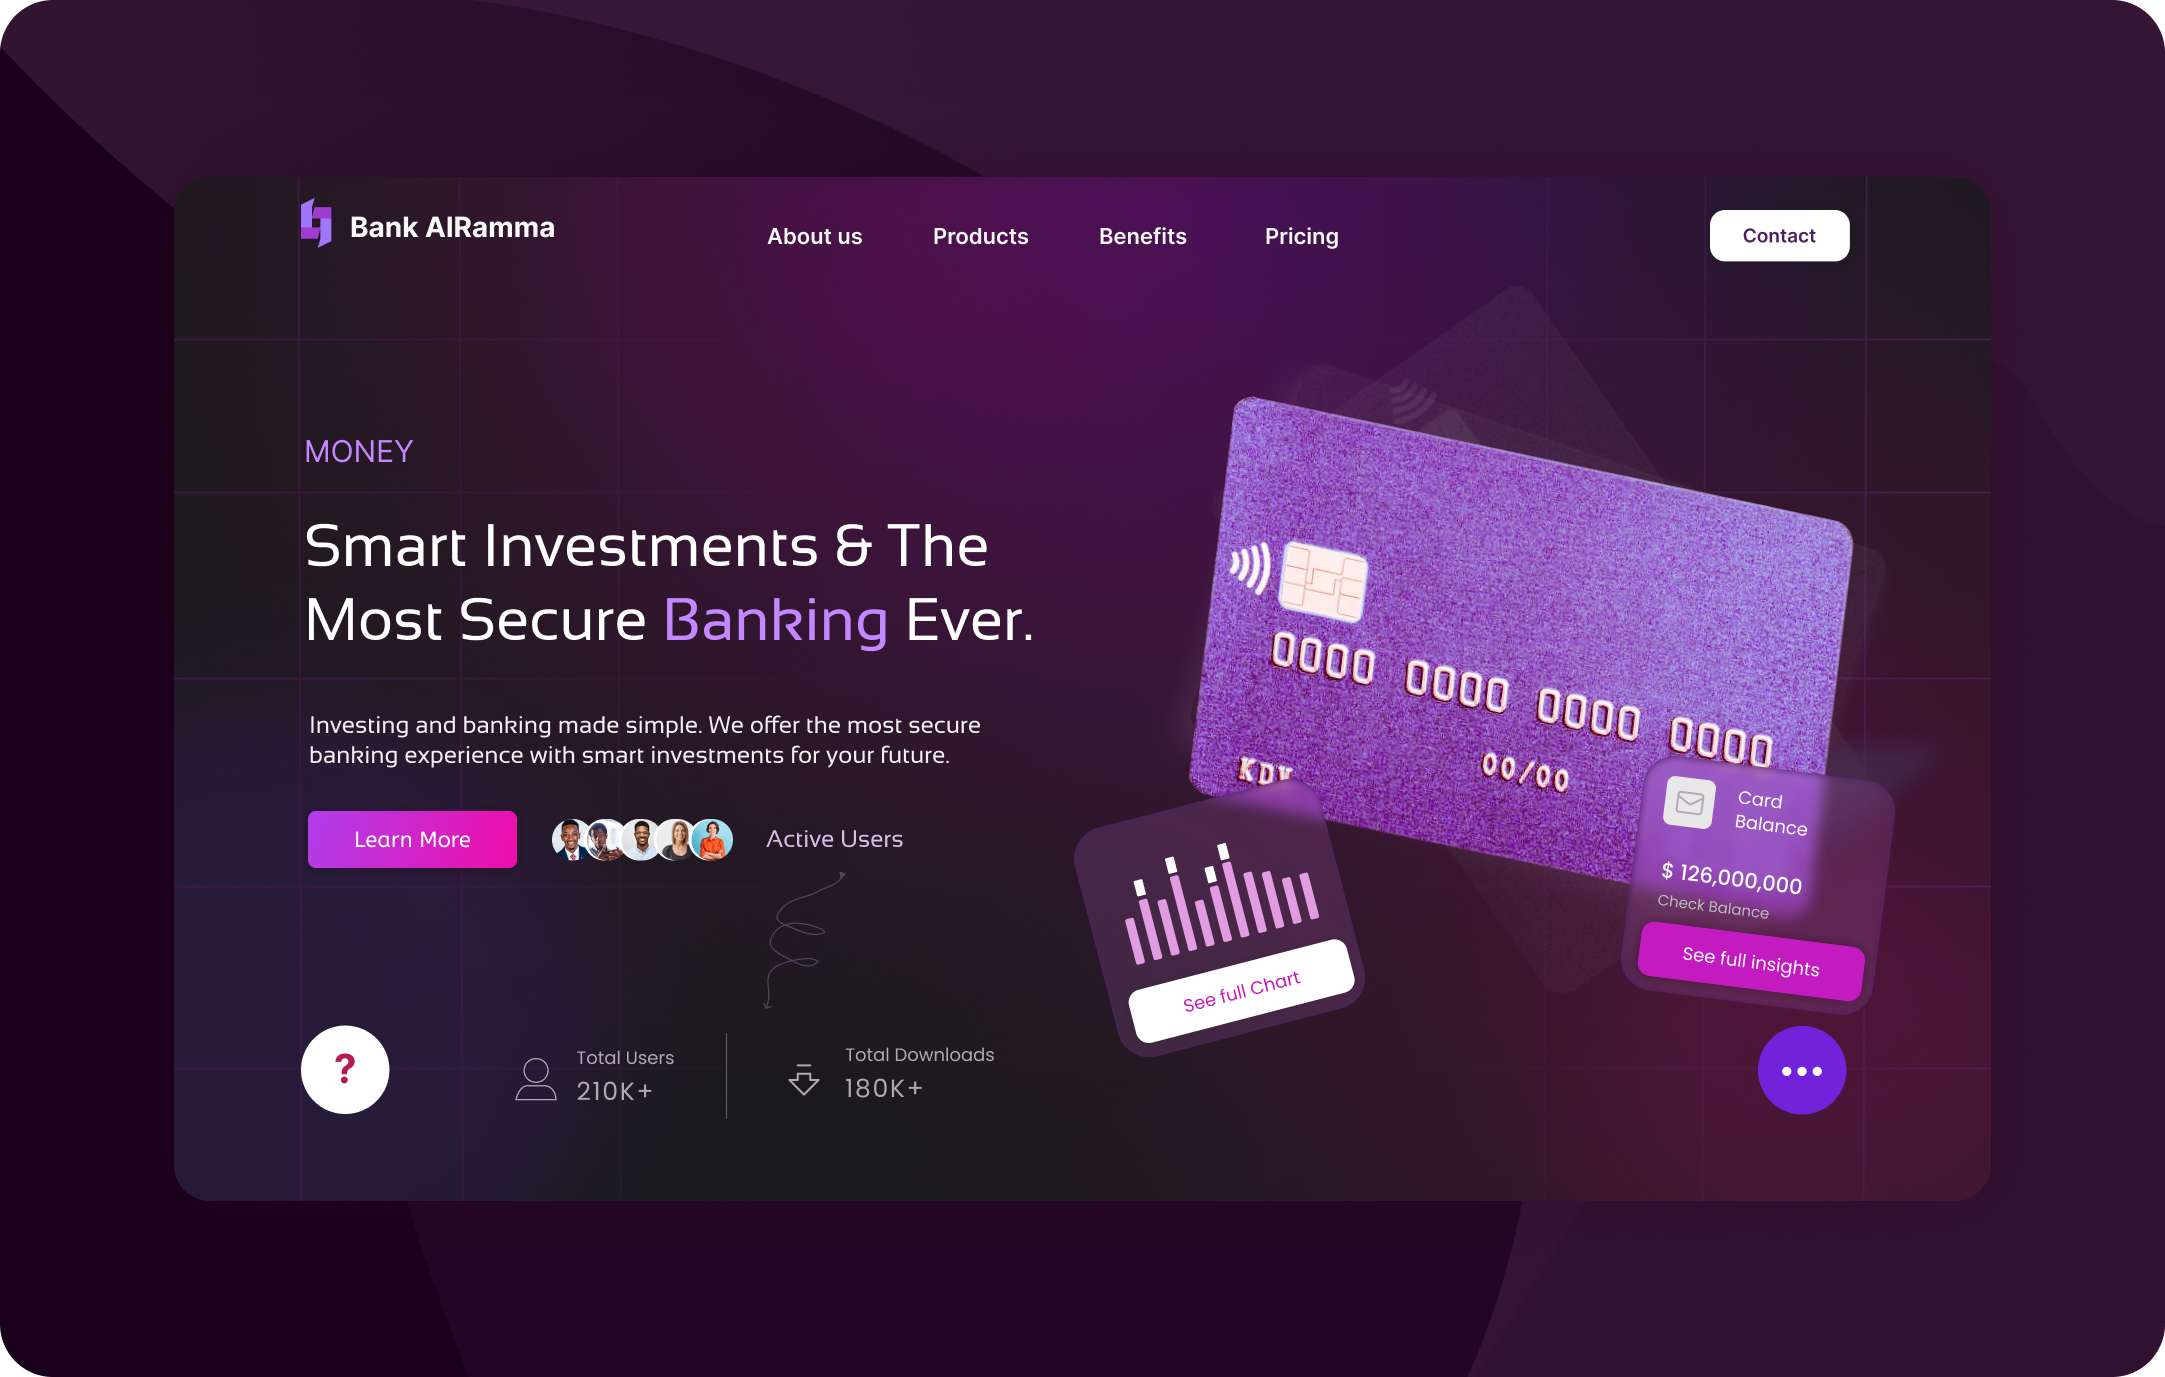 Bank AlRamma
About us
Products
Benefits
Pricing
Contact
MONEY
Smart Investments & The
Most Secure Banking Ever.
Investing and banking made simple. We offer the most secure
banking experience with smart investments for your future.
Learn More
Active Users
?
Total Users
210K+
Total Downloads
180K+
0000 0000 0000 0000
00/00
See full Chart
Card
Balance
$ 126,000,000
Check Balance
See full insights